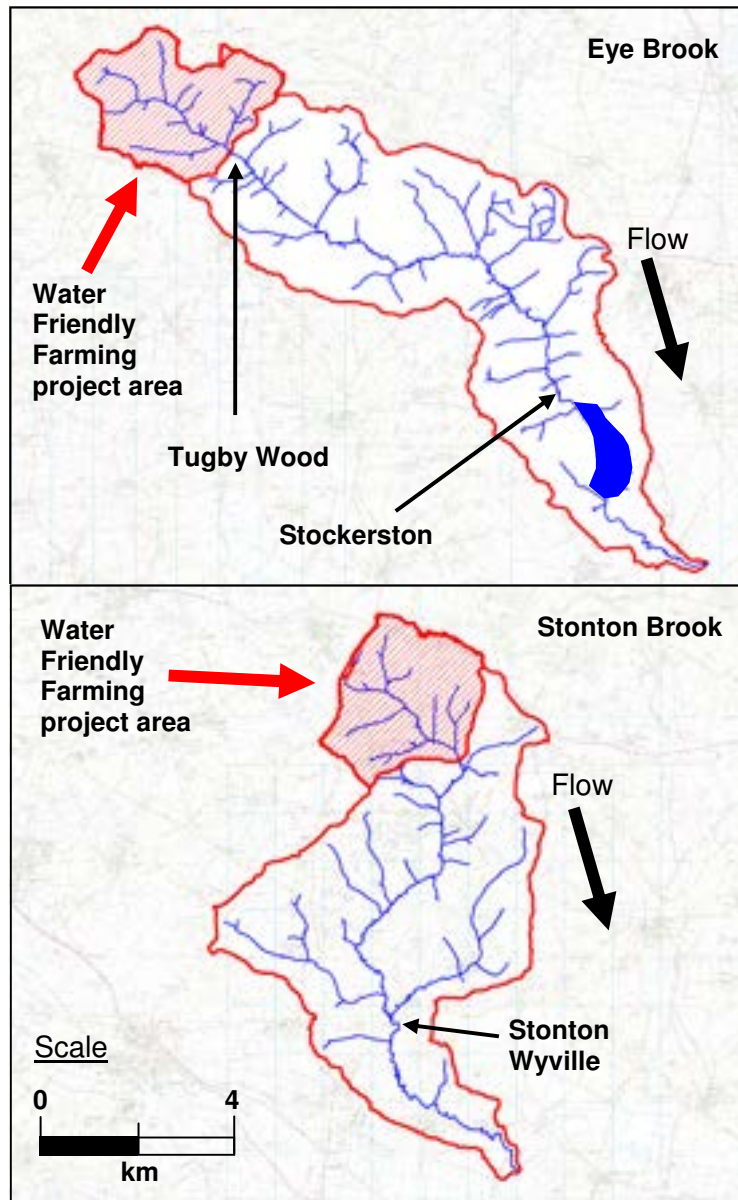 Eye Brook
Flow
Water
Friendly
Farming
project area
Tugby Wood
Stockerston
Water
Friendly
Farming
project area
Stonton Brook
Flow
Stonton
Wyville
Scale
0 4
km